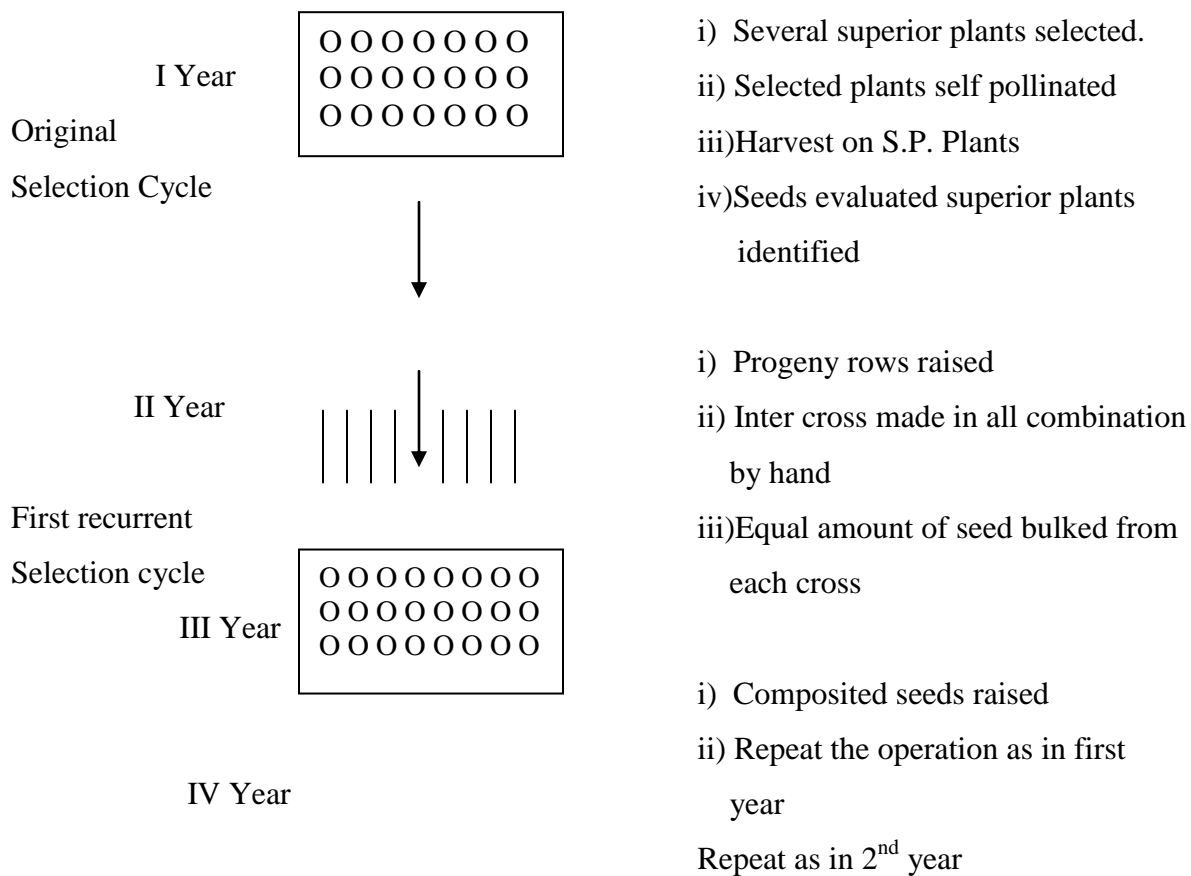 O O O O O O O
I Year
O O O O O O O
O O O O O O O
Original
Selection Cycle
i) Several superior plants selected.
ii) Selected plants self pollinated
iii)Harvest on S.P. Plants
iv)Seeds evaluated superior plants
identified
II Year
i) Progeny rows raised
ii) Inter cross made in all combination
by hand
iii)Equal amount of seed bulked from
each cross
First recurrent
Selection cycle
III Year
O O O O O O O O
O O O O O O O O
O O O O O O O O
i) Composited seeds raised
ii) Repeat the operation as in first
year
IV Year
Repeat as in 2nd year